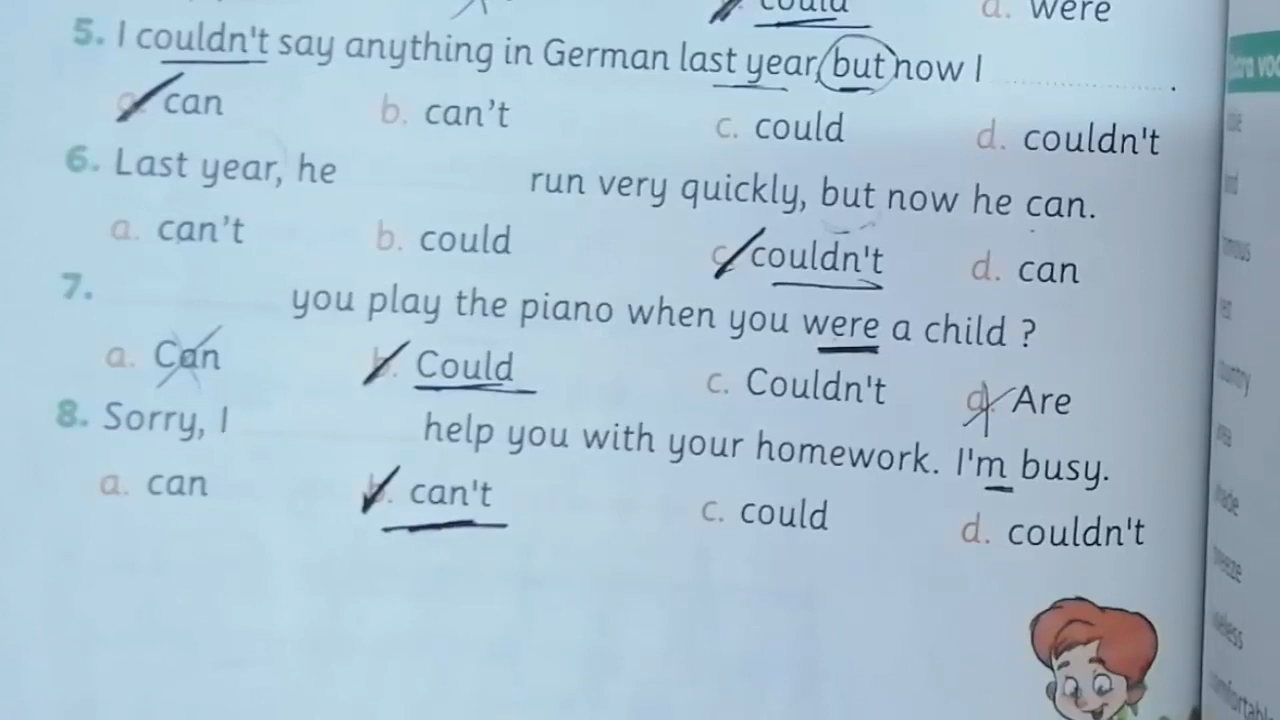 could d. were
5. I couldn't say anything in German last year, but now I ................ .
a. can b. can't c. could d. couldn't
6. Last year, he run very quickly, but now he can.
a. can't b. could c. couldn't d. can
7. you play the piano when you were a child ?
a. Can b. Could c. Couldn't d. Are
8. Sorry, I help you with your homework. I'm busy.
a. can b. can't c. could d. couldn't